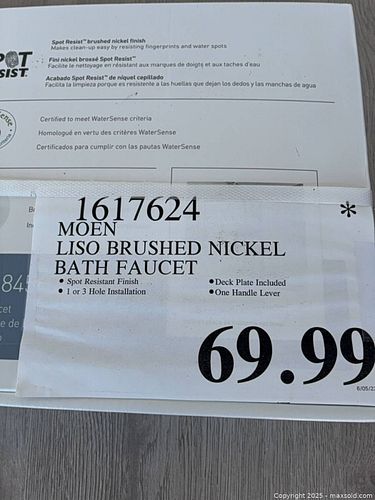 Spot Resist™ brushed nickel finish
Makes clean-up easy by resisting fingerprints and water spots
Fini nickel brossé Spot Resist™
Facilite le nettoyage en résistant aux marques de doigts et aux taches d'eau
Acabado Spot Resist™ de níquel cepillado
Facilita la limpieza porque es resistente a las huellas que dejan los dedos y las manchas de agua
Certified to meet WaterSense criteria
Homologué en vertu des critères WaterSense
Certificados para cumplir con las pautas WaterSense
1617624 *
MOEN
LISO BRUSHED NICKEL
BATH FAUCET
• Spot Resistant Finish • Deck Plate Included
• 1 or 3 Hole Installation • One Handle Lever
69.99
Copyright 2025 - maxsold.com